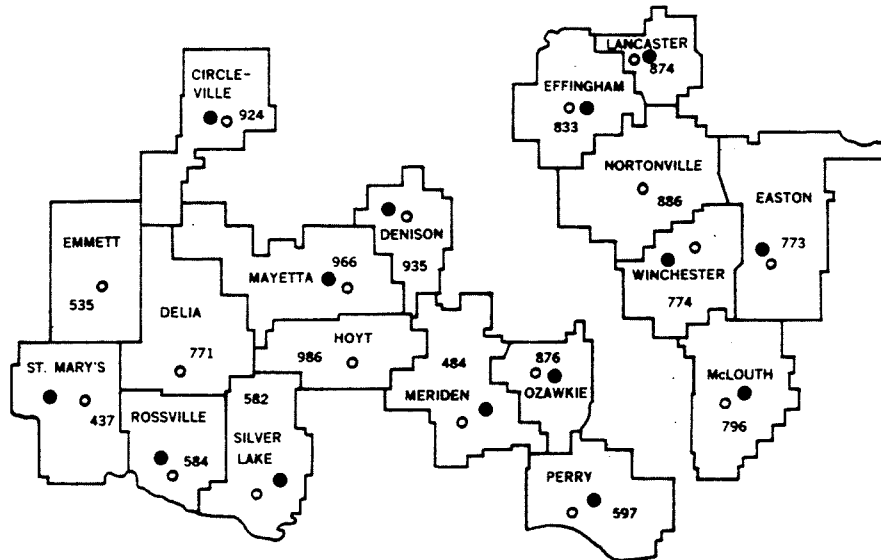 LANCASTER
874
CIRCLE-
VILLE
924
EFFINGHAM
833
NORTONVILLE
886
EASTON
773
DENISON
935
EMMETT
535
966
MAYETTA
WINCHESTER
774
DELIA
771
HOYT
986
484
MERIDEN
876
OZAWKIE
ST. MARY'S
437
McLOUTH
796
ROSSVILLE
584
582
SILVER
LAKE
PERRY
597